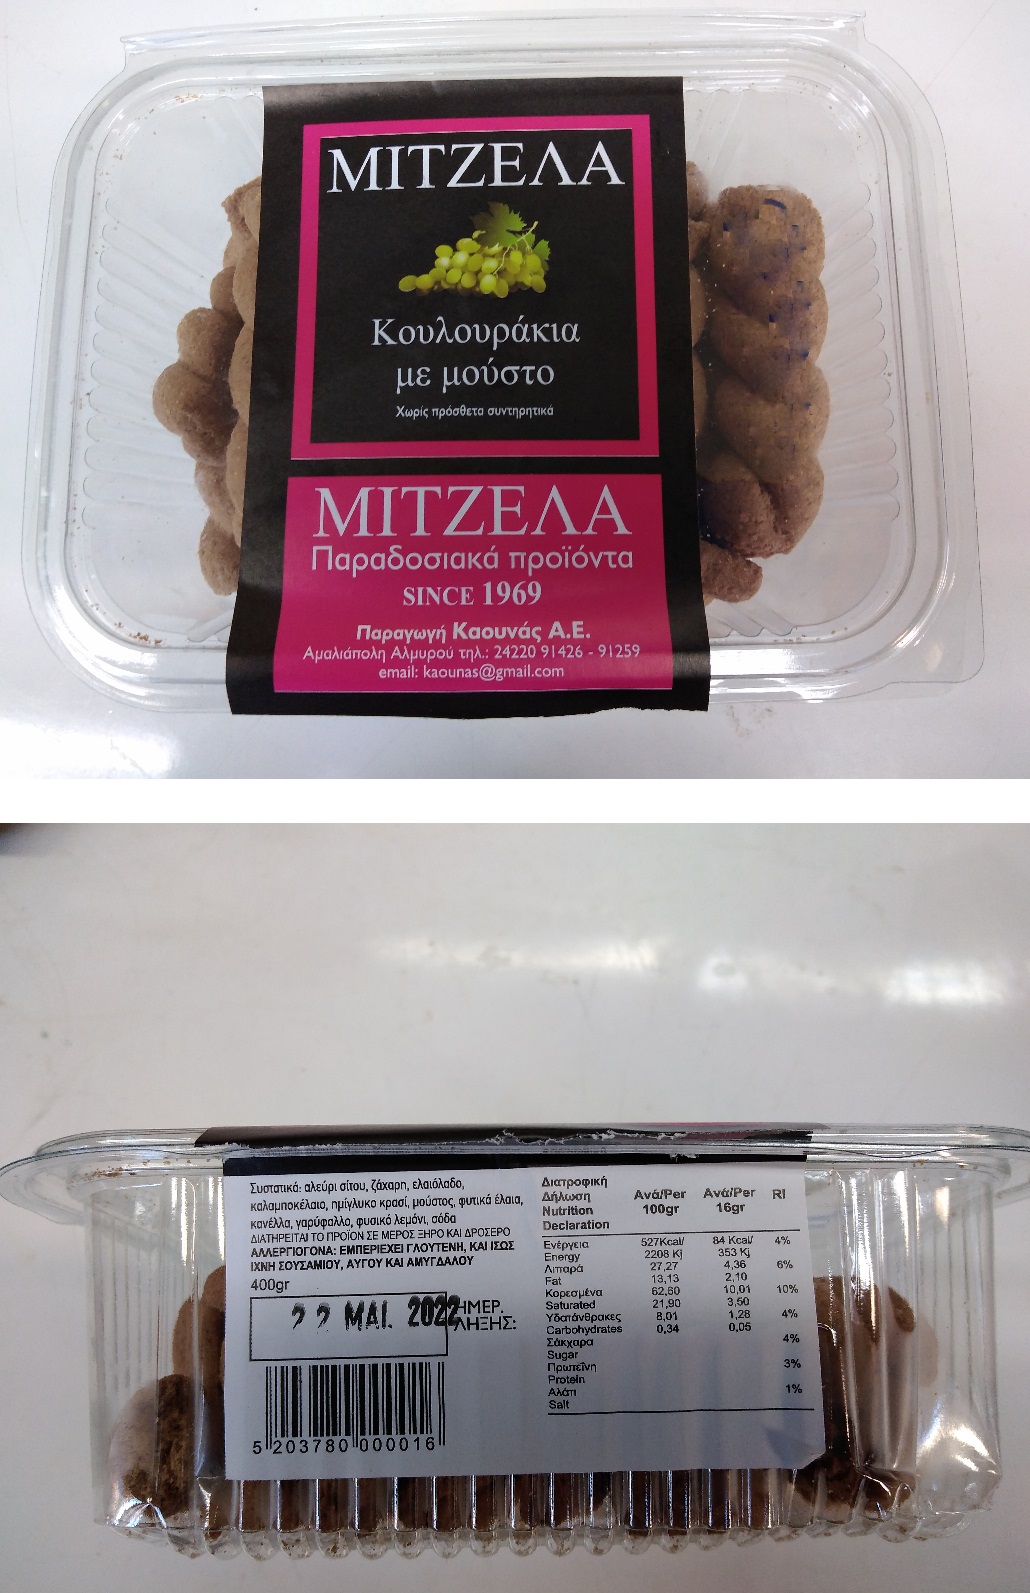 ΜΙΤΖΕΛΑ
Κουλουράκια
με μούστο
Χωρίς πρόσθετα συντηρητικά
ΜΙΤΖΕΛΑ
Παραδοσιακά προϊόντα
SINCE 1969
Παραγωγή Καουνάς Α.Ε.
Αμαλιάπολη Αλμυρού τηλ.: 24220 91426 - 91259
email: kaounas@gmail.com
Συστατικά: αλεύρι σίτου, ζάχαρη, ελαιόλαδο,
καλαμποκέλαιο, ημίγλυκο κρασί, μούστος, φυτικά έλαια,
κανέλλα, γαρύφαλλο, φυσικό λεμόνι, σόδα
ΔΙΑΤΗΡΕΙΤΑΙ ΤΟ ΠΡΟΪΟΝ ΣΕ ΜΕΡΟΣ ΞΗΡΟ ΚΑΙ ΔΡΟΣΕΡΟ
ΑΛΛΕΡΓΙΟΓΟΝΑ: ΕΜΠΕΡΙΕΧΕΙ ΓΛΟΥΤΕΝΗ, ΚΑΙ ΙΣΩΣ
ΙΧΝΗ ΣΟΥΣΑΜΙΟΥ, ΑΥΓΟΥ ΚΑΙ ΑΜΥΓΔΑΛΟΥ
400gr
22 ΜΑΙ. 2022
ΗΜΕΡ.
ΛΗΞΗΣ:
5 203780 000016
Διατροφική
Δήλωση
Nutrition
Declaration
Ανά/Per
100gr
Ανά/Per
16gr
RI
Ενέργεια 527Kcal/ 84 Kcal/ 4%
Energy 2208 Kj 353 Kj
Λιπαρά 27,27 4,36 6%
Fat 13,13 2,10
Κορεσμένα 62,60 10,01 10%
Saturated 21,90 3,50
Υδατάνθρακες 8,01 1,28 4%
Carbohydrates 0,34 0,05
Σάκχαρα 4%
Sugar
Πρωτεΐνη 3%
Protein
Αλάτι 1%
Salt